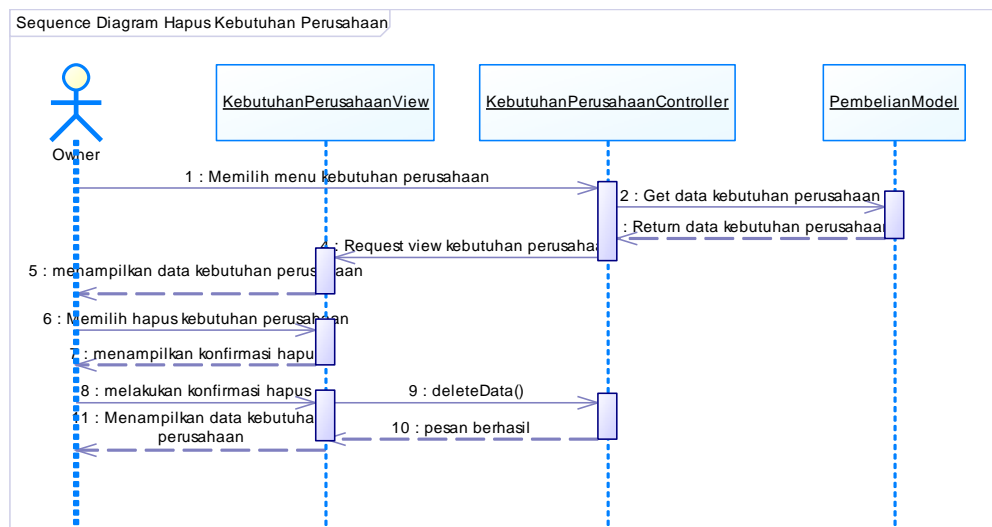 Sequence Diagram Hapus Kebutuhan Perusahaan
Owner
KebutuhanPerusahaanView
KebutuhanPerusahaanController
PembelianModel
1 : Memilih menu kebutuhan perusahaan
2 : Get data kebutuhan perusahaan
: Return data kebutuhan perusahaan
4 : Request view kebutuhan perusahaa
5 : menampilkan data kebutuhan perusahaan
6 : Memilih hapus kebutuhan perusahaan
7 : menampilkan konfirmasi hapu
8 : melakukan konfirmasi hapus
9 : deleteData()
10 : pesan berhasil
11 : Menampilkan data kebutuha
perusahaan